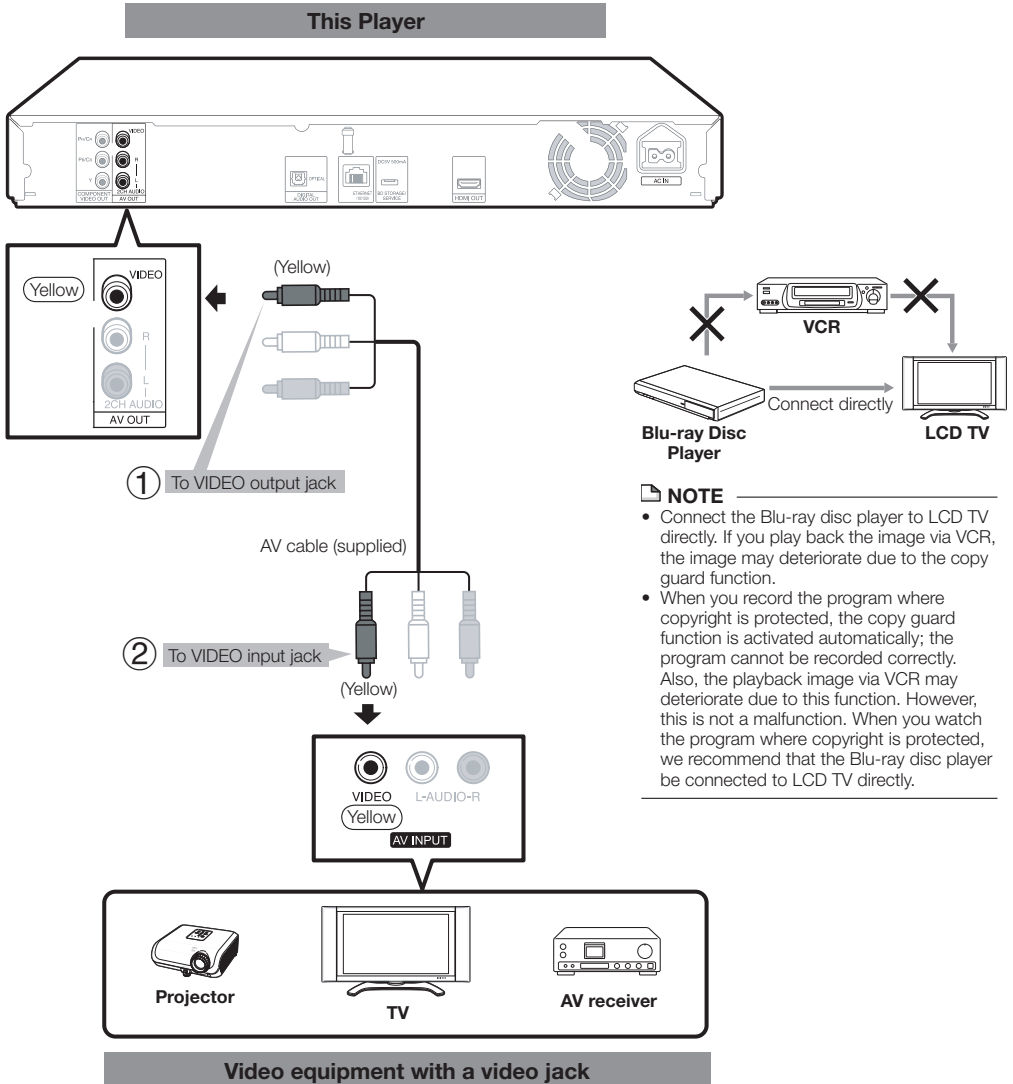 This Player
VIDEO
COMPONENT
VIDEO OUT
2CH AUDIO
AV OUT
R
L
Y
OPTICAL
DIGITAL
AUDIO OUT
ETHERNET
DC5V 500mA
BD STORAGE/
SERVICE
HDMI OUT
AC IN
Yellow
VIDEO
R
L
2CH AUDIO
AV OUT
(Yellow)
① To VIDEO output jack
AV cable (supplied)
② To VIDEO input jack
(Yellow)
VIDEO
L-AUDIO-R
Yellow
AV INPUT
Projector
TV
AV receiver
Video equipment with a video jack
VCR
Connect directly
Blu-ray Disc
Player
LCD TV
NOTE
• Connect the Blu-ray disc player to LCD TV
directly. If you play back the image via VCR,
the image may deteriorate due to the copy
guard function.
• When you record the program where
copyright is protected, the copy guard
function is activated automatically; the
program cannot be recorded correctly.
Also, the playback image via VCR may
deteriorate due to this function. However,
this is not a malfunction. When you watch
the program where copyright is protected,
we recommend that the Blu-ray disc player
be connected to LCD TV directly.